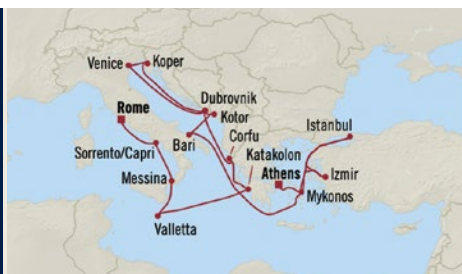 Venice
Koper
Rome
Dubrovnik
Kotor
Istanbul
Bari
Corfu
Sorrento/Capri
Katakolon
Athens
Izmir
Messina
Mykonos
Valletta